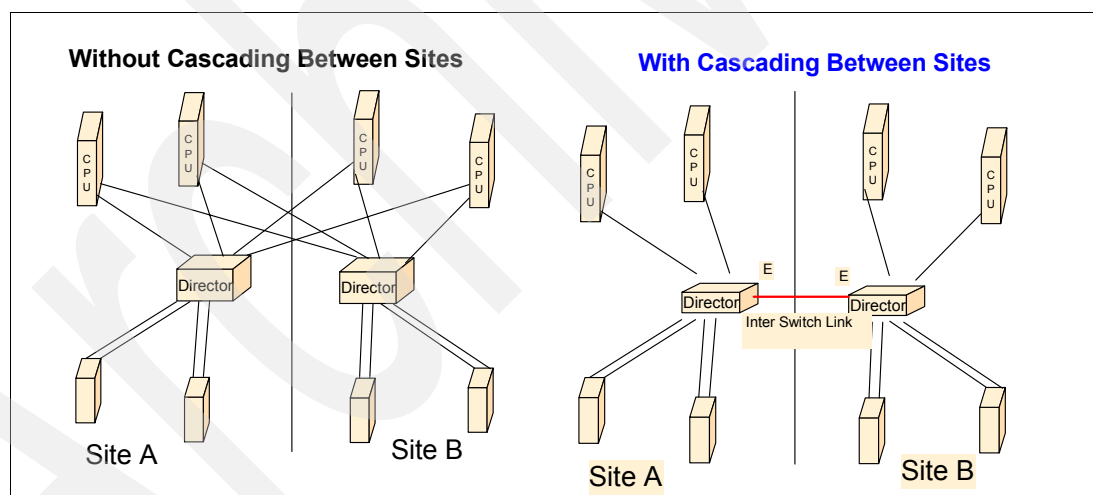 Without Cascading Between Sites
With Cascading Between Sites
C
P
U
C
P
U
C
P
U
C
P
U
Director
Director
Site A
Site B
C
P
U
C
P
U
C
P
U
C
P
U
E
E
Director
Director
Inter Switch Link
Site A
Site B